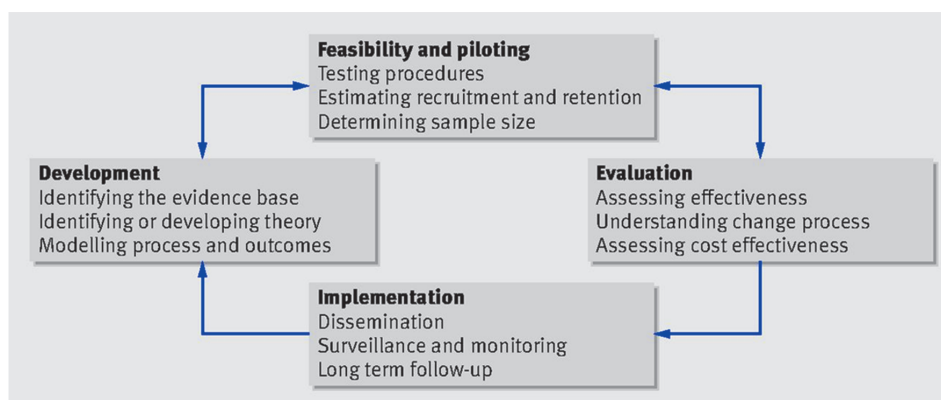 Feasibility and piloting
Testing procedures
Estimating recruitment and retention
Determining sample size
Development
Identifying the evidence base
Identifying or developing theory
Modelling process and outcomes
Evaluation
Assessing effectiveness
Understanding change process
Assessing cost effectiveness
Implementation
Dissemination
Surveillance and monitoring
Long term follow-up